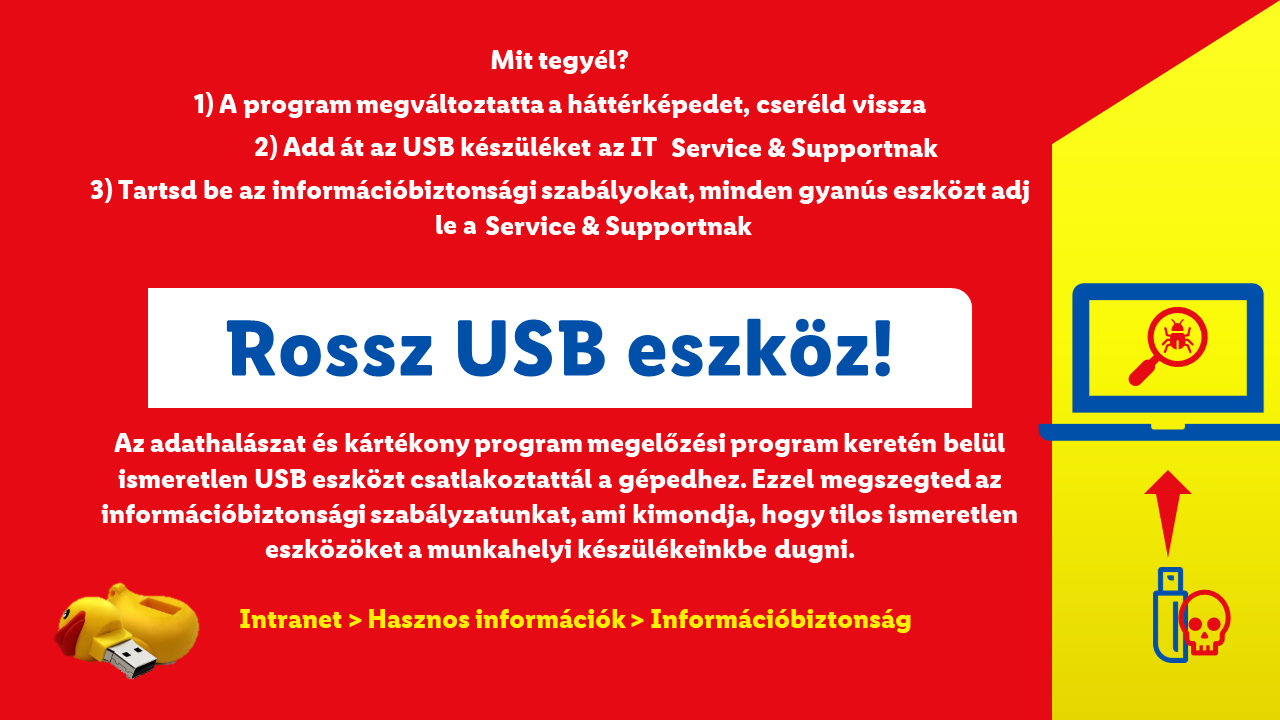 Mit tegyél?
1) A program megváltoztatta a háttérképedet, cseréld vissza
2) Add át az USB készüléket az IT Service & Supportnak
3) Tartsd be az információbiztonsági szabályokat, minden gyanús eszközt adj
le a Service & Supportnak
Rossz USB eszköz!
Az adathalászat és kártékony program megelőzési program keretén belül
ismeretlen USB eszközt csatlakoztattál a gépedhez. Ezzel megszegted az
információbiztonsági szabályzatunkat, ami kimondja, hogy tilos ismeretlen
eszközöket a munkahelyi készülékeinkbe dugni.
Intranet > Hasznos információk > Információbiztonság